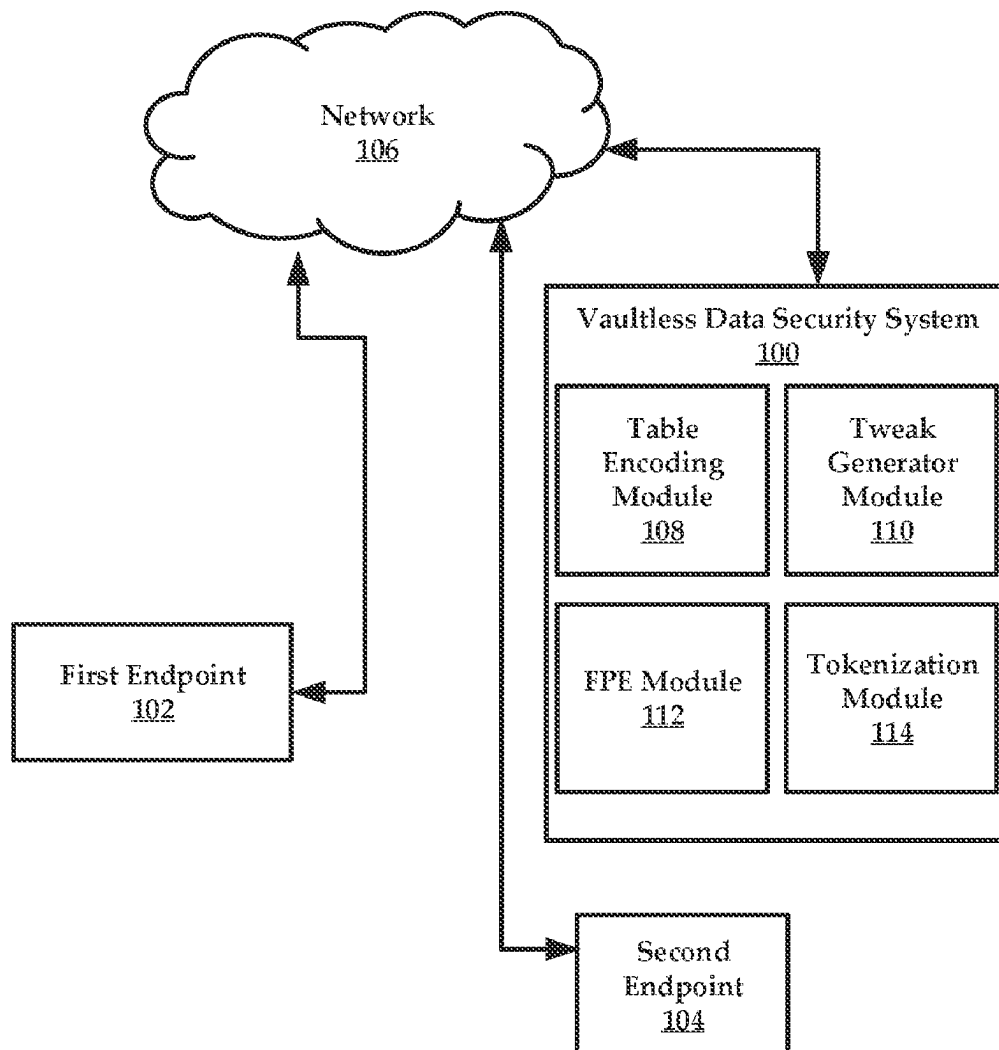 Network
106
Vaultless Data Security System
100
Table
Encoding
Module
108
Tweak
Generator
Module
110
First Endpoint
102
FPE Module
112
Tokenization
Module
114
Second
Endpoint
104